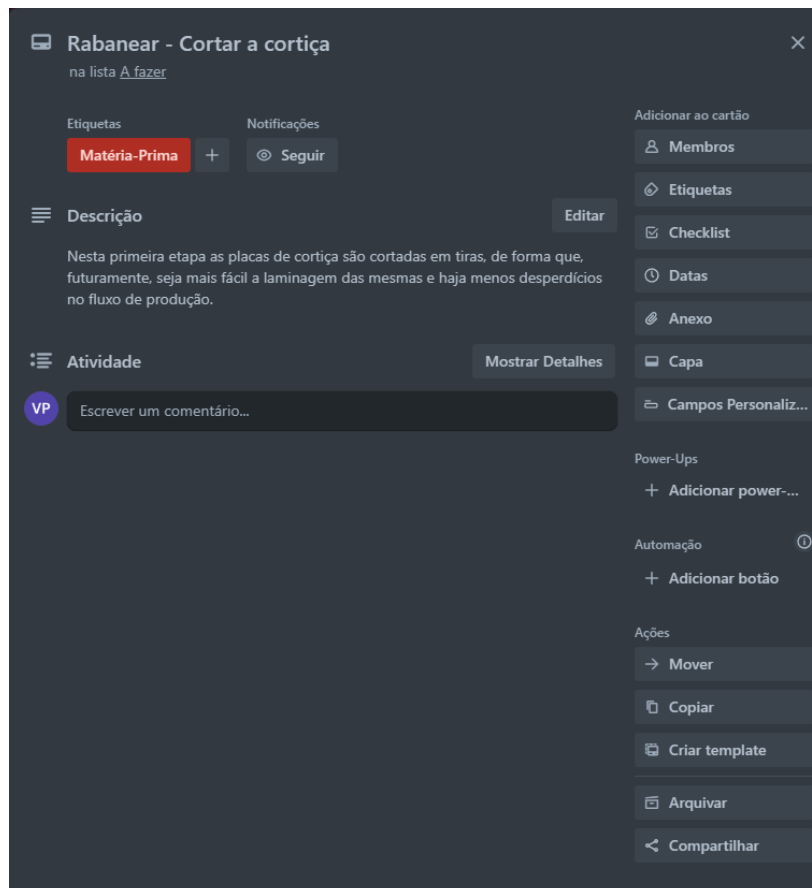 Rabanear - Cortar a cortiça
na lista A fazer
Etiquetas
Notificações
Matéria-Prima
Seguir
Descrição
Editar
Nesta primeira etapa as placas de cortiça são cortadas em tiras, de forma que,
futuramente, seja mais fácil a laminagem das mesmas e haja menos desperdícios
no fluxo de produção.
Atividade
Mostrar Detalhes
VP
Escrever um comentário...
Adicionar ao cartão
Membros
Etiquetas
Checklist
Datas
Anexo
Capa
Campos Personaliz...
Power-Ups
Adicionar power-...
Automação
Adicionar botão
Ações
Mover
Copiar
Criar template
Arquivar
Compartilhar